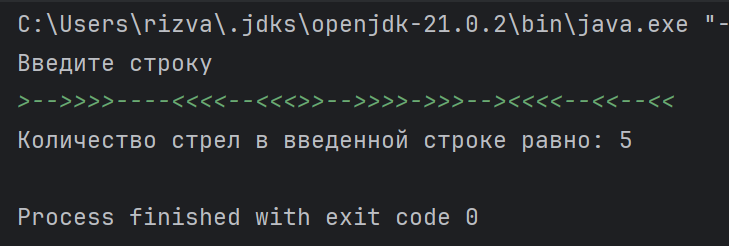 C:\Users\rizva\.jdks\openjdk-21.0.2\bin\java.exe "-
Введите строку
>-->>>>----<<<<--<<<>>-->>>>->>>--><<<<--<<--<<
Количество стрел в введенной строке равно: 5
Process finished with exit code 0